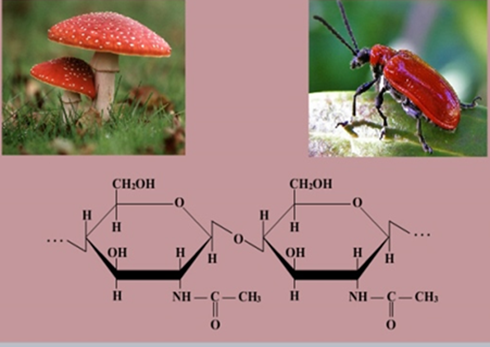 CH₂OH CH₂OH
O O
H H
H H
... O ...
OH H H OH H H
H NH – C – CH₃ H NH – C – CH₃
O O